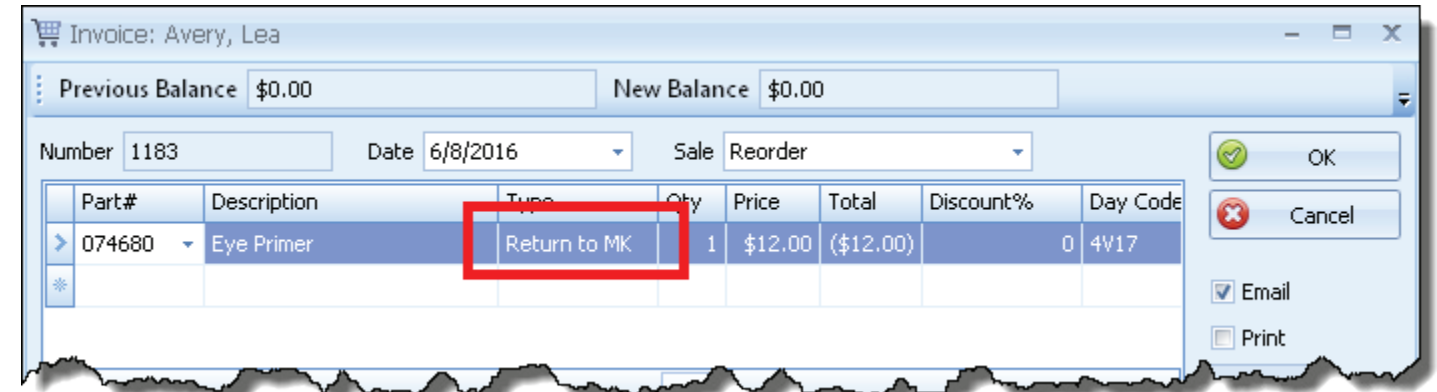 Invoice: Avery, Lea
Previous Balance $0.00 New Balance $0.00
Number 1183 Date 6/8/2016 Sale Reorder OK
Part# Description Type Qty Price Total Discount% Day Code Cancel
074680 Eye Primer Return to MK 1 $12.00 ($12.00) 0 4V17
Email
Print